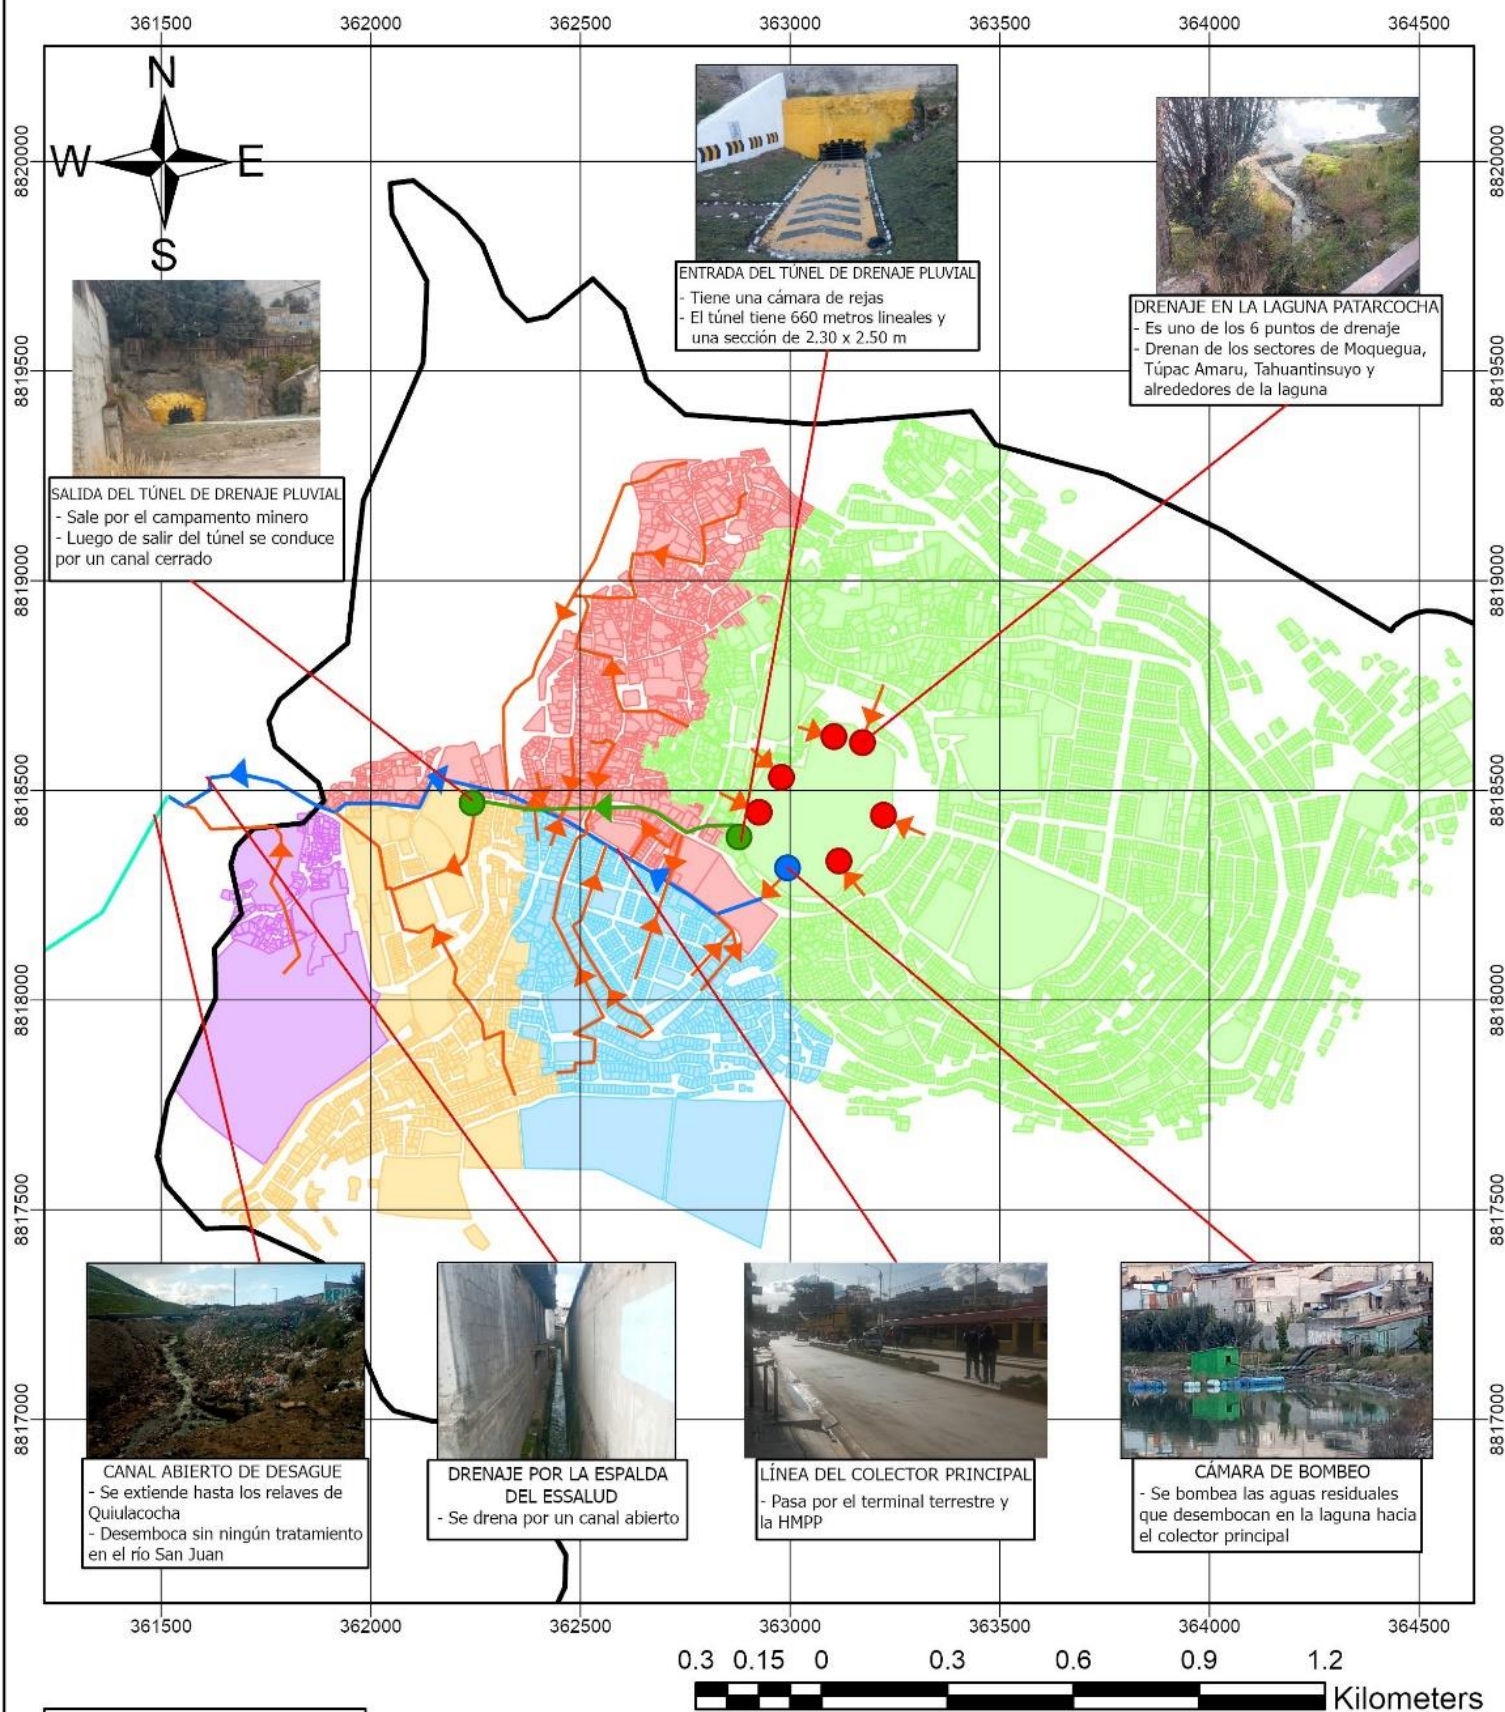 361500 362000 362500 363000 363500 364000 364500
N
W E
S
8820000
8819500
8819000
8818500
8818000
8817500
8817000
8820000
8819500
8819000
8818500
8818000
8817500
8817000
ENTRADA DEL TÚNEL DE DRENAJE PLUVIAL
- Tiene una cámara de rejas
- El túnel tiene 660 metros lineales y
una sección de 2.30 x 2.50 m
DRENAJE EN LA LAGUNA PATARCOCHA
- Es uno de los 6 puntos de drenaje
- Drenan de los sectores de Moquegua,
Túpac Amaru, Tahuantinsuyo y
alrededores de la laguna
SALIDA DEL TÚNEL DE DRENAJE PLUVIAL
- Sale por el campamento minero
- Luego de salir del túnel se conduce
por un canal cerrado
CANAL ABIERTO DE DESAGUE
- Se extiende hasta los relaves de
Quiulacocha
- Desemboca sin ningún tratamiento
en el río San Juan
DRENAJE POR LA ESPALDA
DEL ESSALUD
- Se drena por un canal abierto
LÍNEA DEL COLECTOR PRINCIPAL
- Pasa por el terminal terrestre y
la HMPP
CÁMARA DE BOMBEO
- Se bombea las aguas residuales
que desembocan en la laguna hacia
el colector principal
361500 362000 362500 363000 363500 364000 364500
0.3 0.15 0 0.3 0.6 0.9 1.2
Kilometers